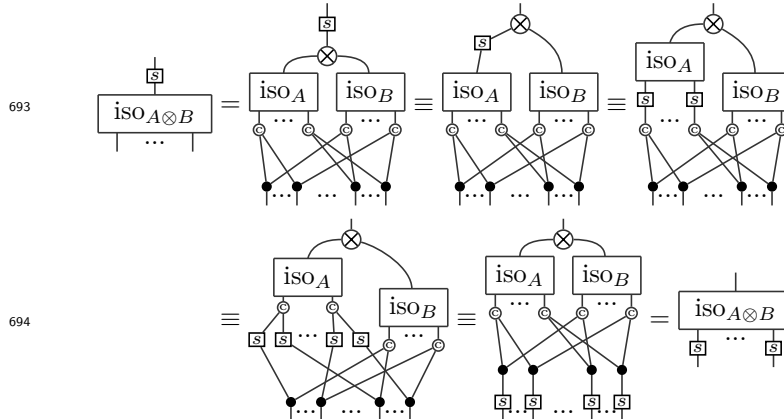 s s s s s
693 iso_{A⊗B} = iso_A iso_B ≡ iso_A iso_B ≡ iso_A iso_B
... ... ... ... ... ... ...
c c c c c c c c c c c c
... ... ... ... ... ... ... ... ...
694 ≡ iso_A iso_B ≡ iso_A iso_B = iso_{A⊗B}
c c c c c c c c
s s ... s s ... ... ... ... s s
... ... ... s s s s
... ... ...